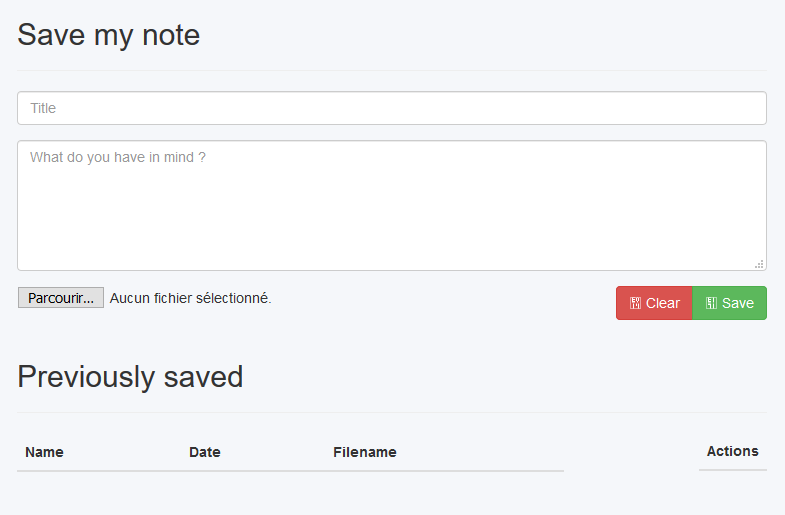 Save my note
Title
What do you have in mind ?
Parcourir... Aucun fichier sélectionné.
Clear Save
Previously saved
Name Date Filename Actions